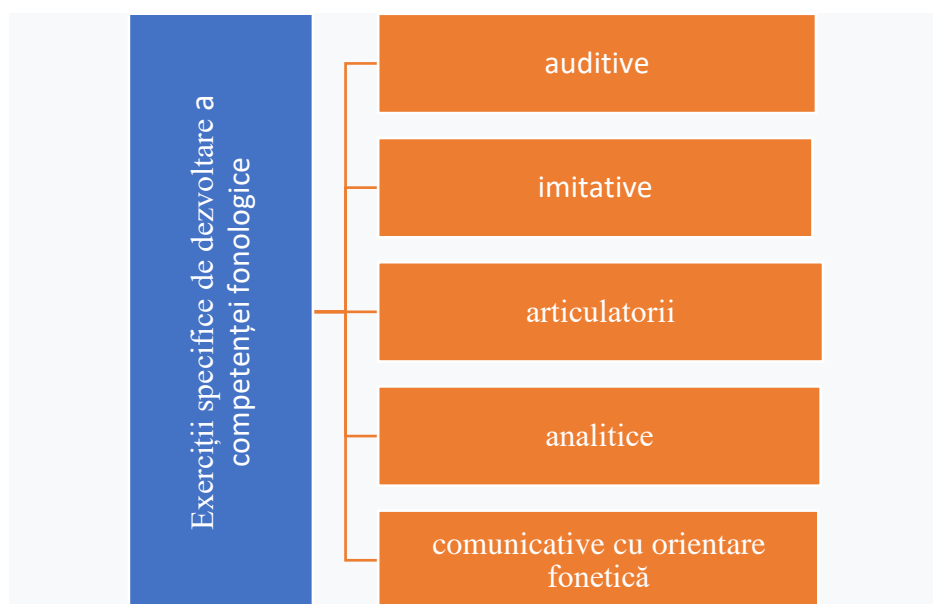 Exerciții specifice de dezvoltare a
competenței fonologice
auditive
imitative
articulatorii
analitice
comunicative cu orientare
fonetică